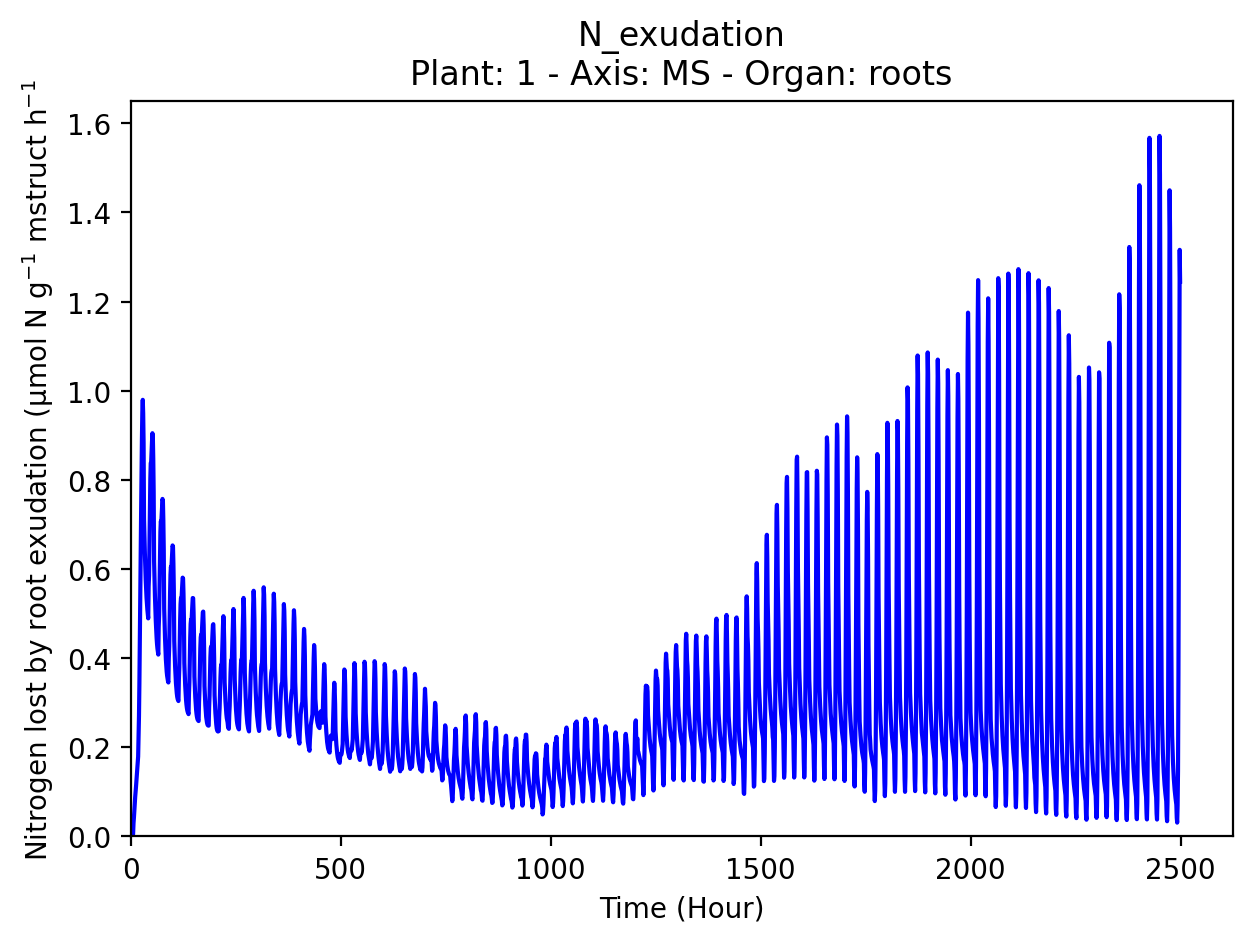 N_exudation
Plant: 1 - Axis: MS - Organ: roots
Nitrogen lost by root exudation (µmol N g⁻¹ mstruct h⁻¹
1.6
1.4
1.2
1.0
0.8
0.6
0.4
0.2
0.0
0 500 1000 1500 2000 2500
Time (Hour)